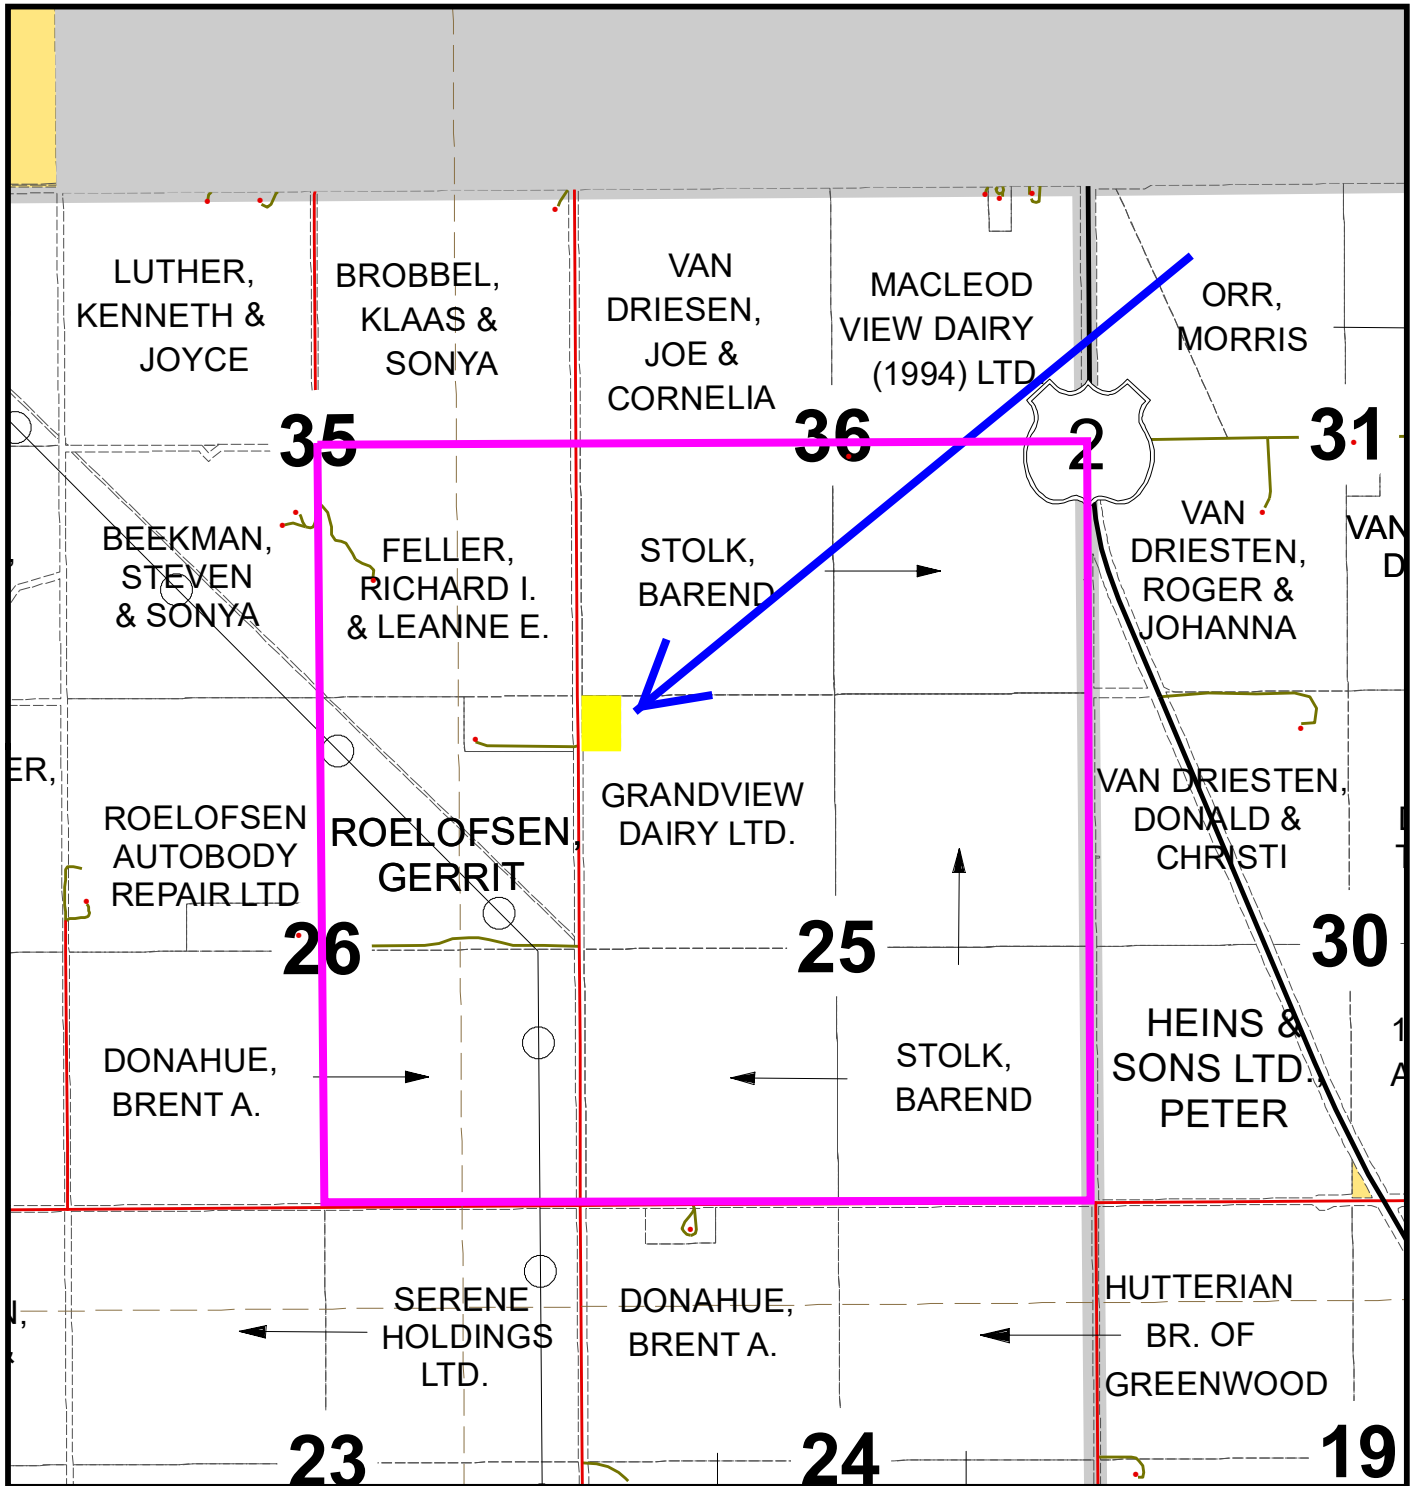 LUTHER,
KENNETH &
JOYCE
BROBBEL,
KLAAS &
SONYA
VAN
DRIESEN,
JOE &
CORNELIA
MACLEOD
VIEW DAIRY
(1994) LTD
ORR,
MORRIS
35
36
2
31
BEEKMAN,
STEVEN
& SONYA
FELLER,
RICHARD I.
& LEANNE E.
STOLK,
BAREND
VAN
DRIESTEN,
ROGER &
JOHANNA
VAN
D
ER,
ROELOFSEN
AUTOBODY
REPAIR LTD
ROELOFSEN,
GERRIT
GRANDVIEW
DAIRY LTD.
VAN DRIESTEN,
DONALD &
CHRISTI
26
25
30
DONAHUE,
BRENT A.
STOLK,
BAREND
HEINS &
SONS LTD.,
PETER
1
A
SERENE
HOLDINGS
LTD.
DONAHUE,
BRENT A.
HUTTERIAN
BR. OF
GREENWOOD
23
24
19